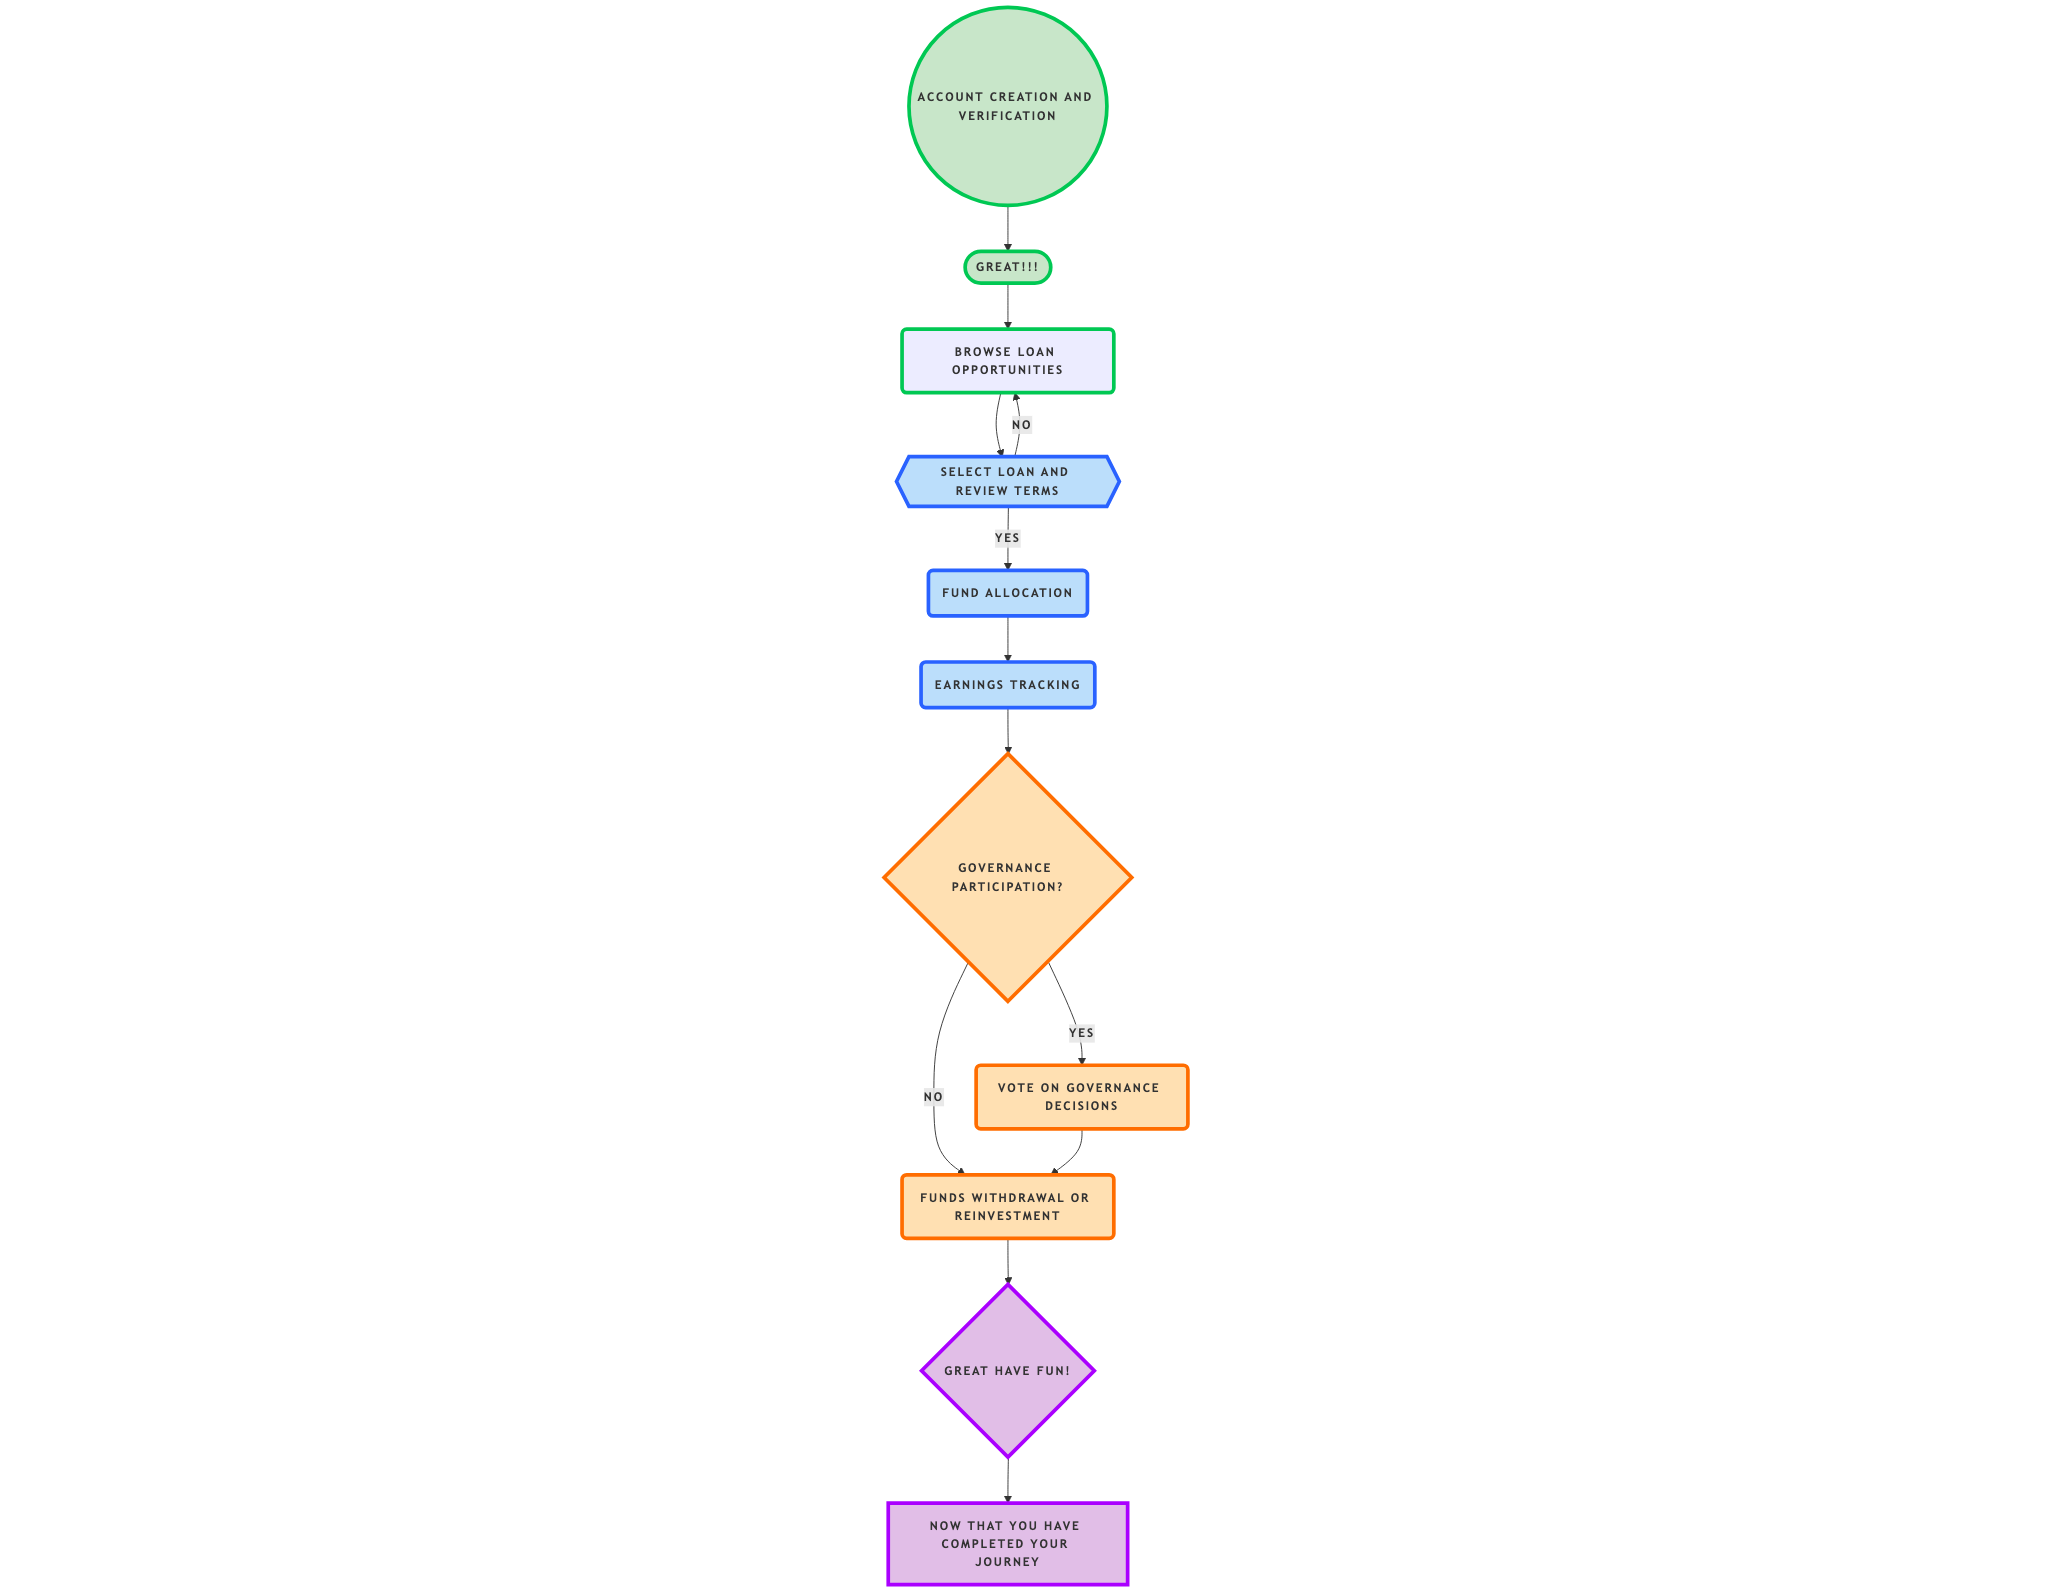 ACCOUNT CREATION AND
VERIFICATION
GREAT!!!
BROWSE LOAN
OPPORTUNITIES
NO
SELECT LOAN AND
REVIEW TERMS
YES
FUND ALLOCATION
EARNINGS TRACKING
GOVERNANCE
PARTICIPATION?
YES
VOTE ON GOVERNANCE
DECISIONS
NO
FUNDS WITHDRAWAL OR
REINVESTMENT
GREAT HAVE FUN!
NOW THAT YOU HAVE
COMPLETED YOUR
JOURNEY